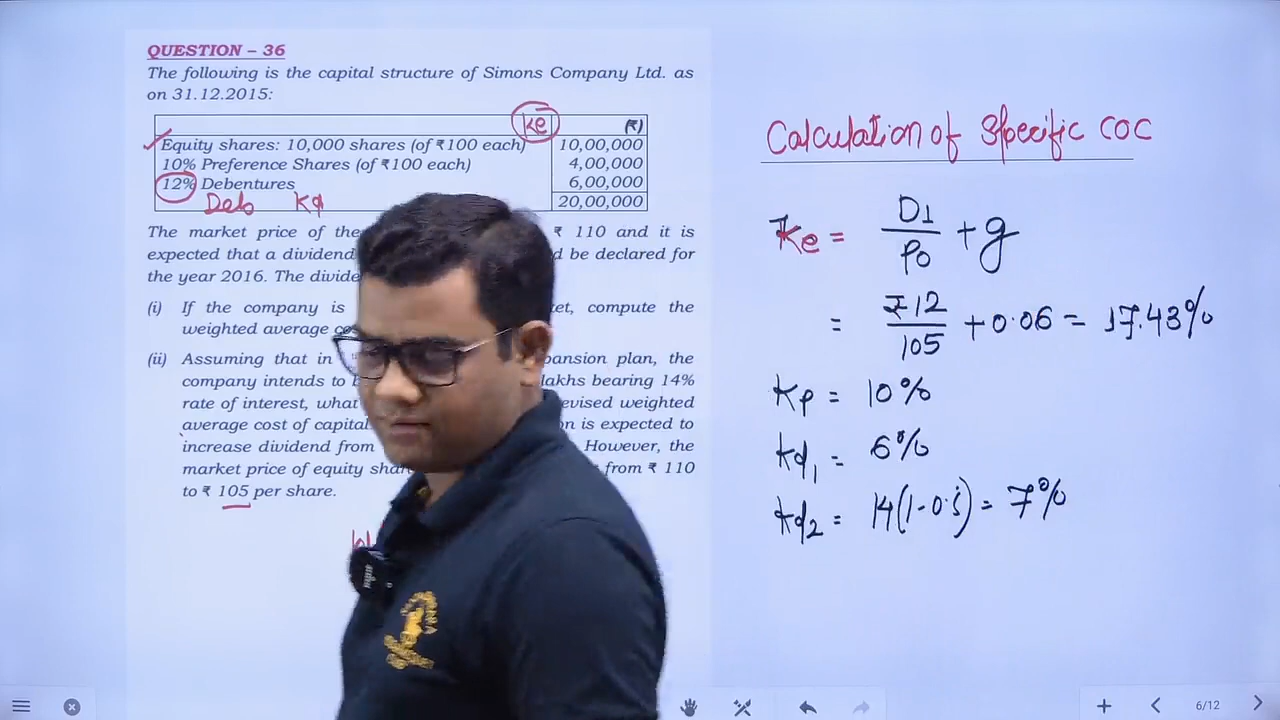 QUESTION – 36
The following is the capital structure of Simons Company Ltd. as
on 31.12.2015:
Ke (₹)
Equity shares: 10,000 shares (of ₹100 each) 10,00,000
10% Preference Shares (of ₹100 each) 4,00,000
12% Debentures 6,00,000
Deb Kd 20,00,000
The market price of the ₹ 110 and it is
expected that a dividend be declared for
the year 2016. The
(i) If the company is compute the
weighted average
(ii) Assuming that in plan, the
company intends to lakhs bearing 14%
rate of interest, what weighted
average cost of capital is expected to
increase dividend from However, the
market price of equity from ₹ 110
to ₹ 105 per share.
Calculation of Specific COC
Ke = D1 / P0 + g
= ₹12 / 105 + 0.06 = 17.43%
Kp = 10%
Kd1 = 6%
Kd2 = 14(1-0.5) = 7%
6/12